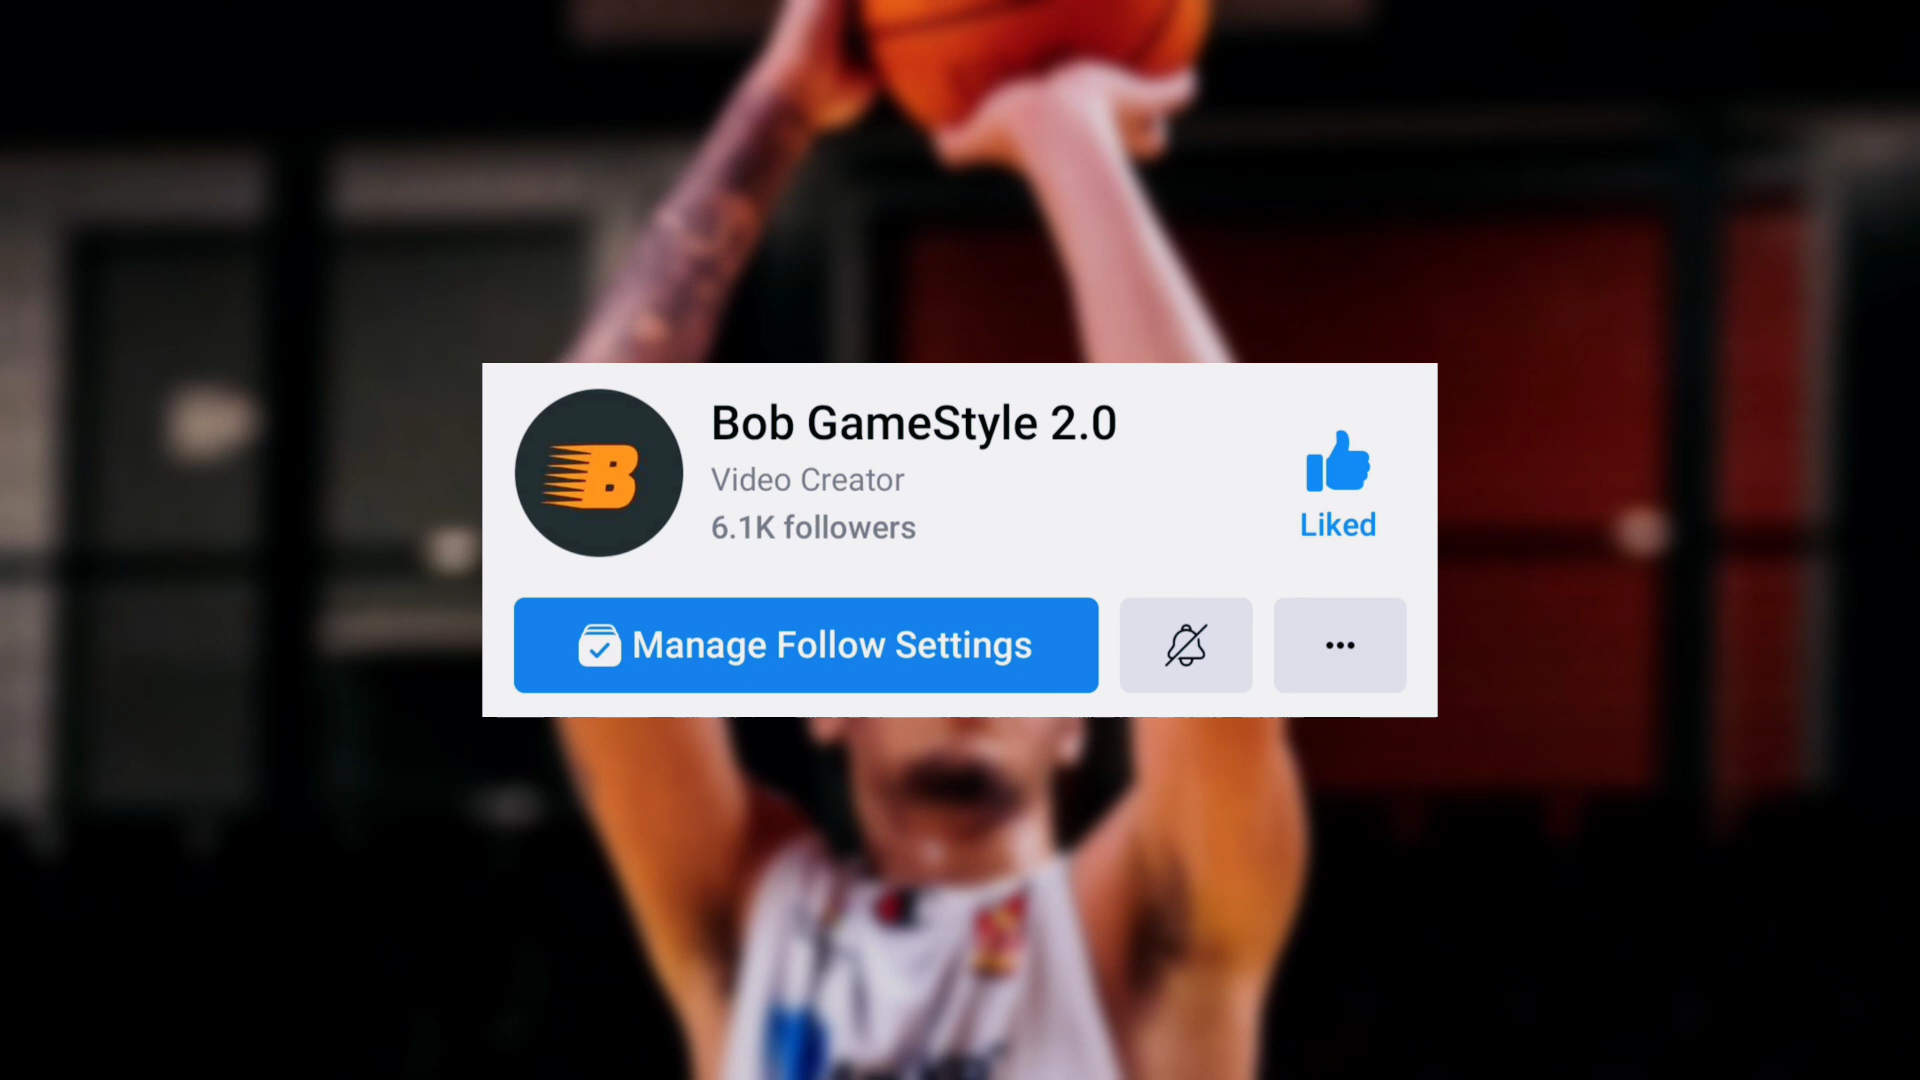 B
Bob GameStyle 2.0
Video Creator
6.1K followers
Liked
Manage Follow Settings